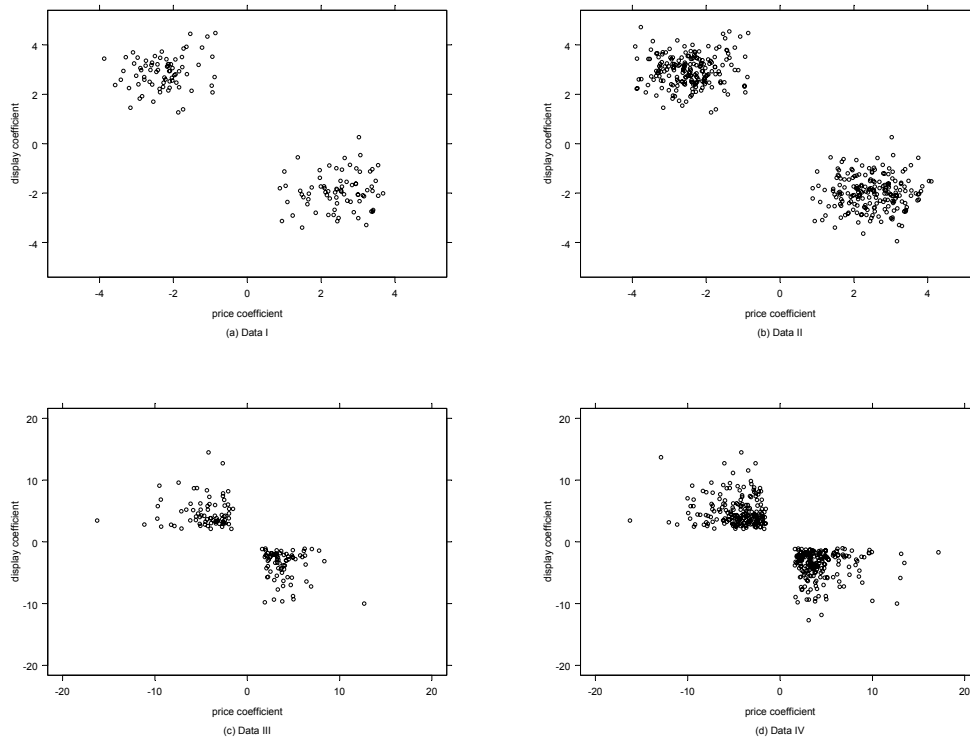 4
2
0
-2
-4
display coefficient
-4 -2 0 2 4
price coefficient
(a) Data I
4
2
0
-2
-4
display coefficient
-4 -2 0 2 4
price coefficient
(b) Data II
20
10
0
-10
-20
display coefficient
-20 -10 0 10 20
price coefficient
(c) Data III
20
10
0
-10
-20
display coefficient
-20 -10 0 10 20
price coefficient
(d) Data IV